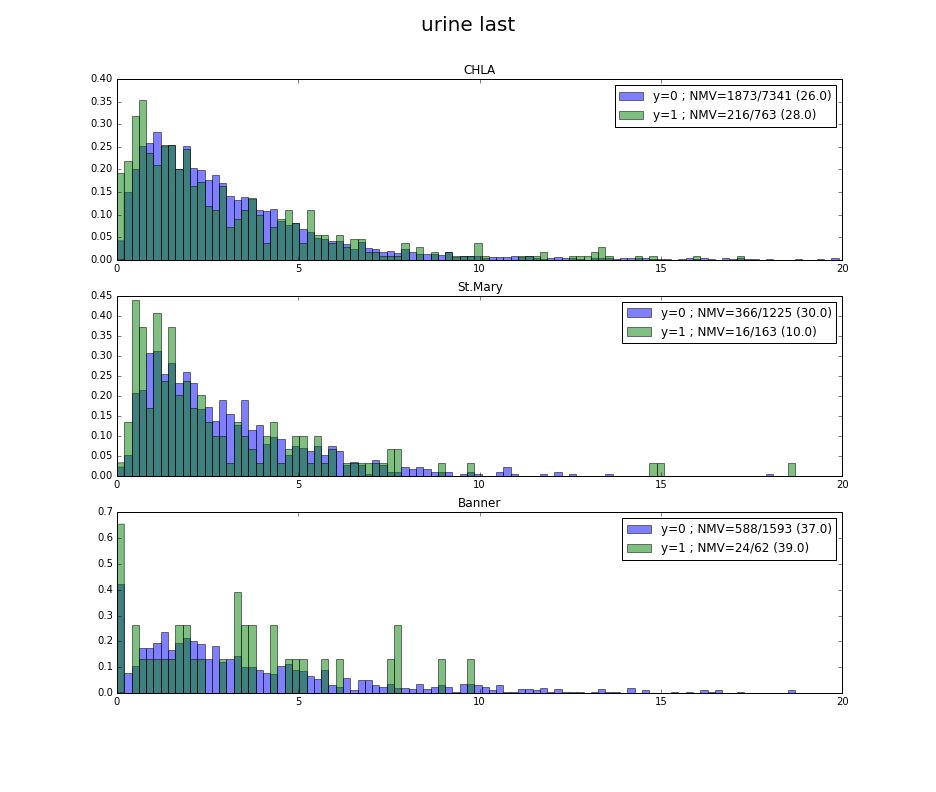 urine last
CHLA
0.40
0.35
0.30
0.25
0.20
0.15
0.10
0.05
0.00
y=0 ; NMV=1873/7341 (26.0)
y=1 ; NMV=216/763 (28.0)
0 5 10 15 20
St.Mary
0.45
0.40
0.35
0.30
0.25
0.20
0.15
0.10
0.05
0.00
y=0 ; NMV=366/1225 (30.0)
y=1 ; NMV=16/163 (10.0)
0 5 10 15 20
Banner
0.7
0.6
0.5
0.4
0.3
0.2
0.1
0.0
y=0 ; NMV=588/1593 (37.0)
y=1 ; NMV=24/62 (39.0)
0 5 10 15 20